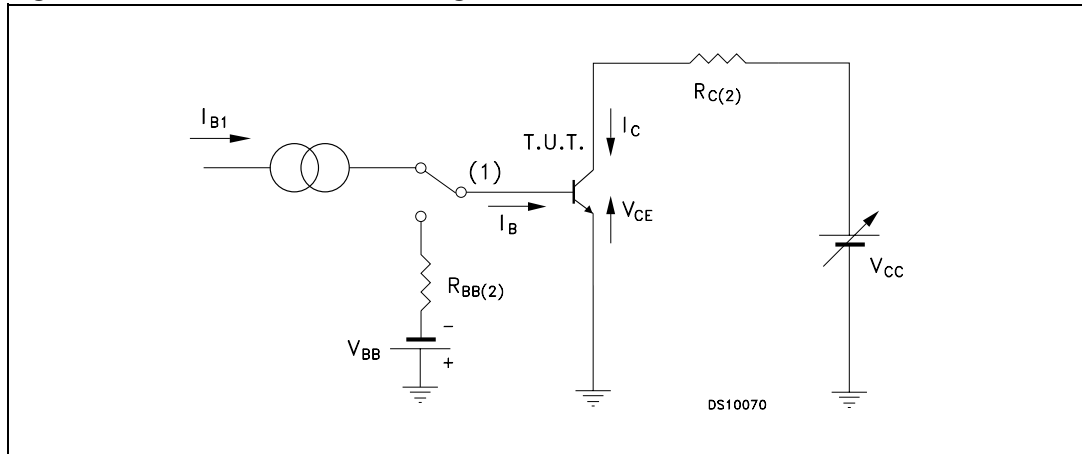 I_B1
R_C(2)
I_C
T.U.T.
(1)
I_B
V_CE
R_BB(2)
V_CC
V_BB
-
+
DS10070